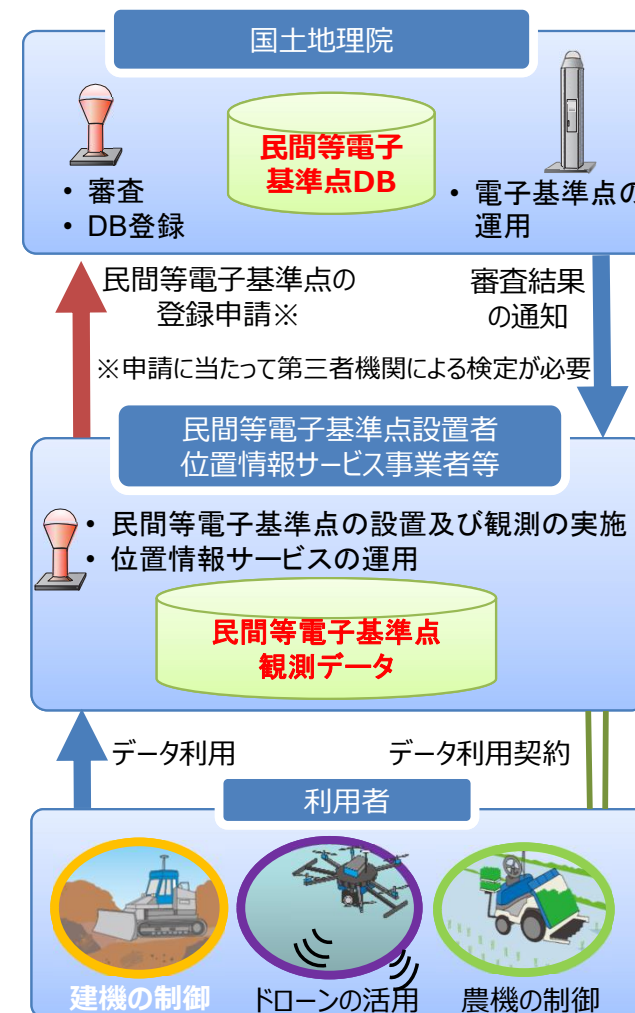 国土地理院
民間等電子
基準点DB
• 審査
• DB登録
• 電子基準点の
運用
民間等電子基準点の
登録申請※
審査結果
の通知
※申請に当たって第三者機関による検定が必要
民間等電子基準点設置者
位置情報サービス事業者等
• 民間等電子基準点の設置及び観測の実施
• 位置情報サービスの運用
民間等電子基準点
観測データ
データ利用
データ利用契約
利用者
建機の制御
ドローンの活用
農機の制御